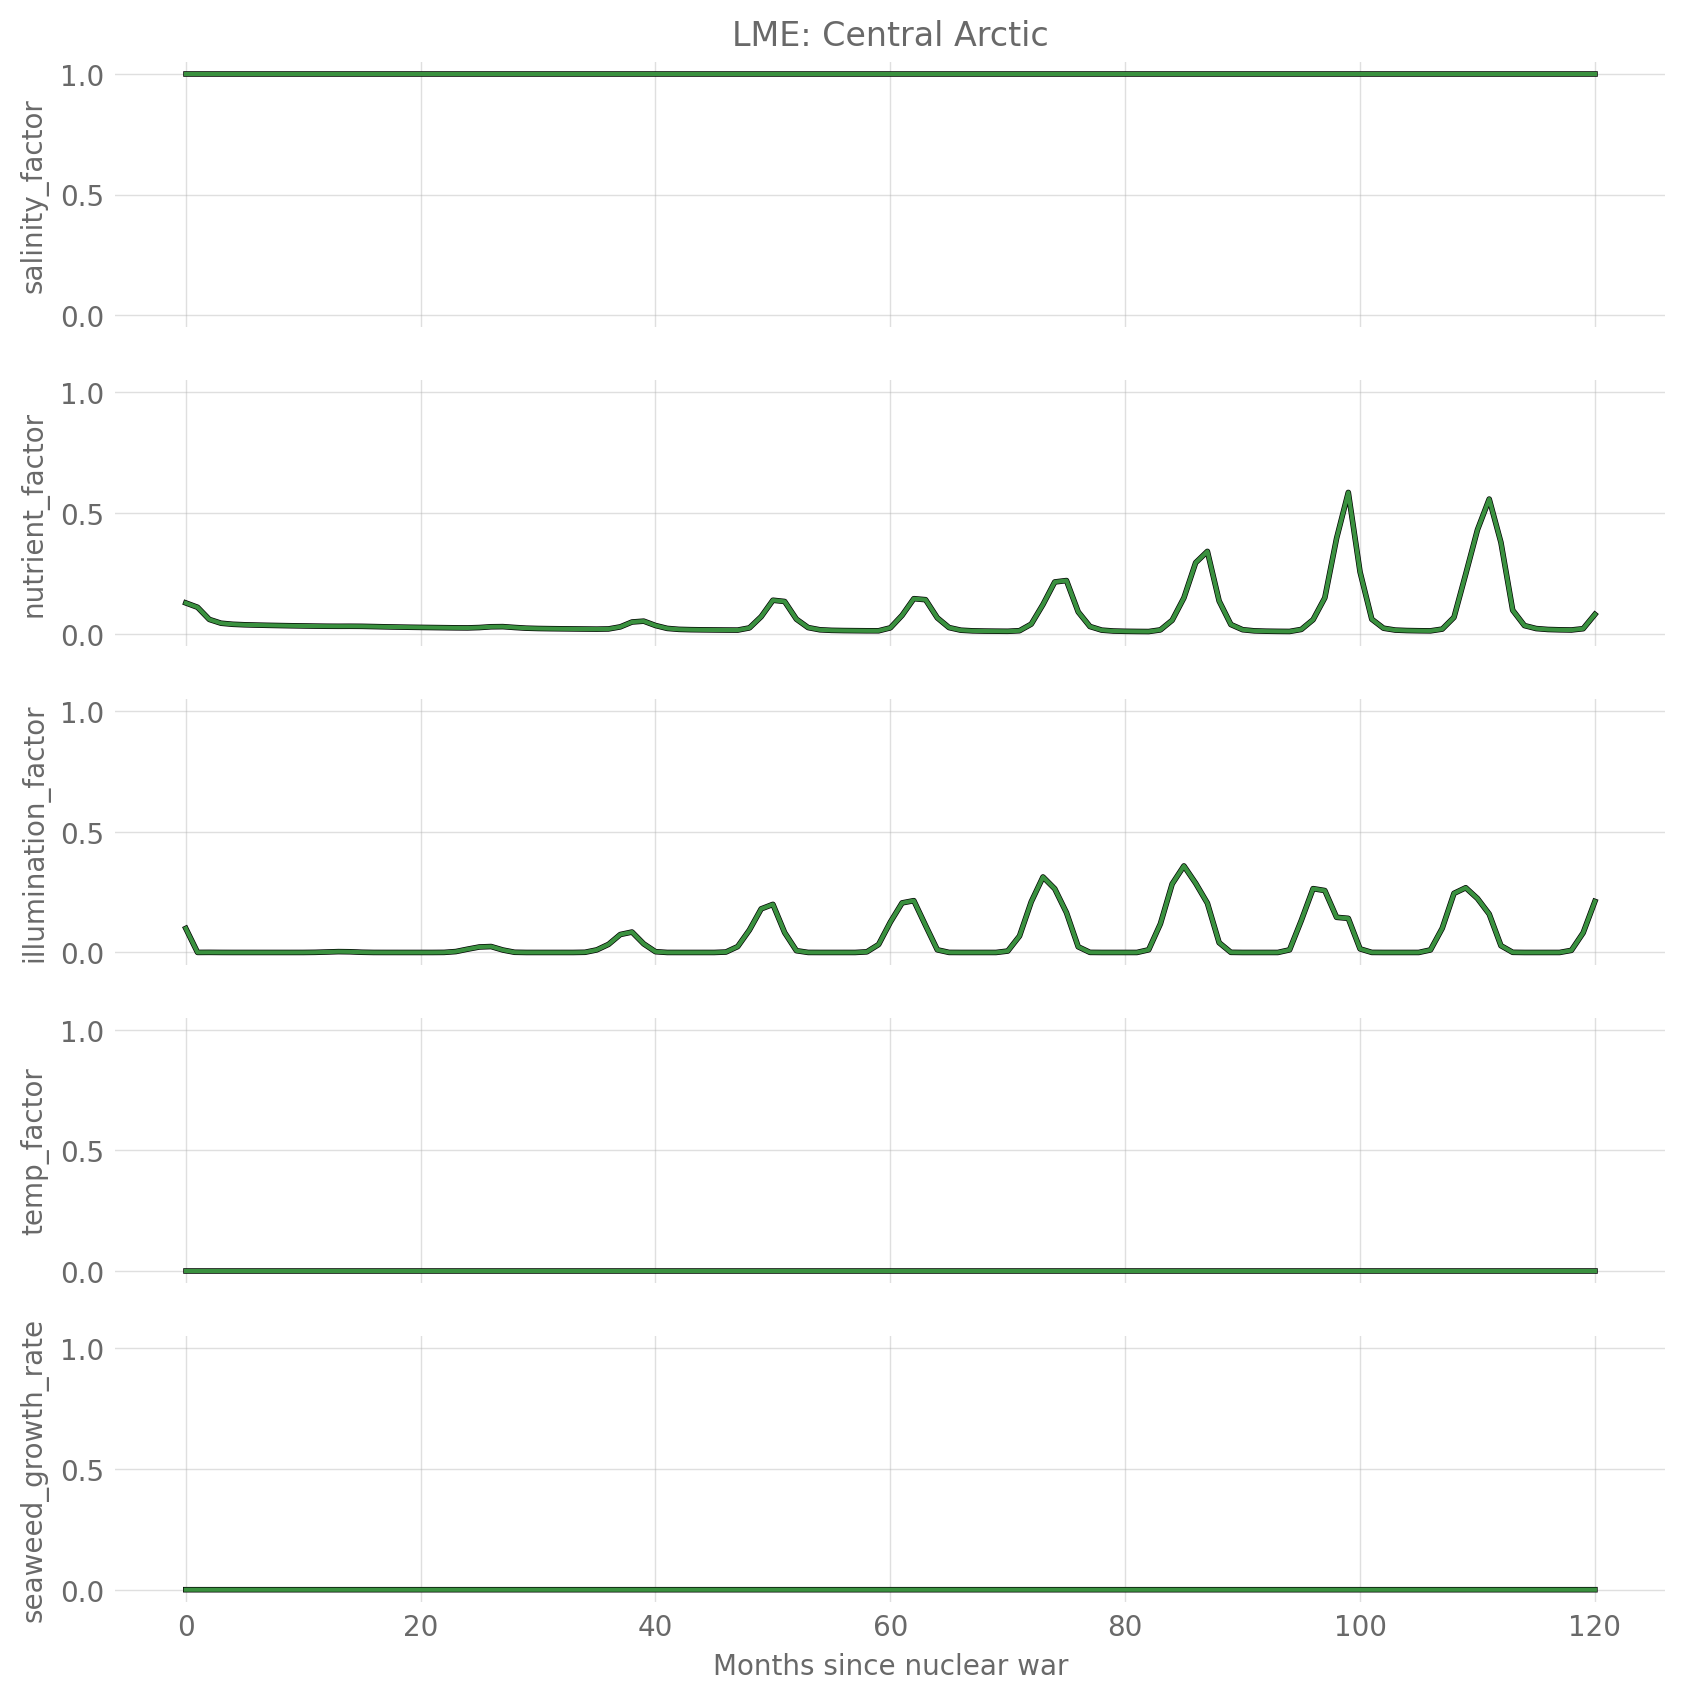 LME: Central Arctic
1.0
0.5
0.0
salinity_factor
1.0
0.5
0.0
nutrient_factor
1.0
0.5
0.0
illumination_factor
1.0
0.5
0.0
temp_factor
1.0
0.5
0.0
seaweed_growth_rate
0 20 40 60 80 100 120
Months since nuclear war